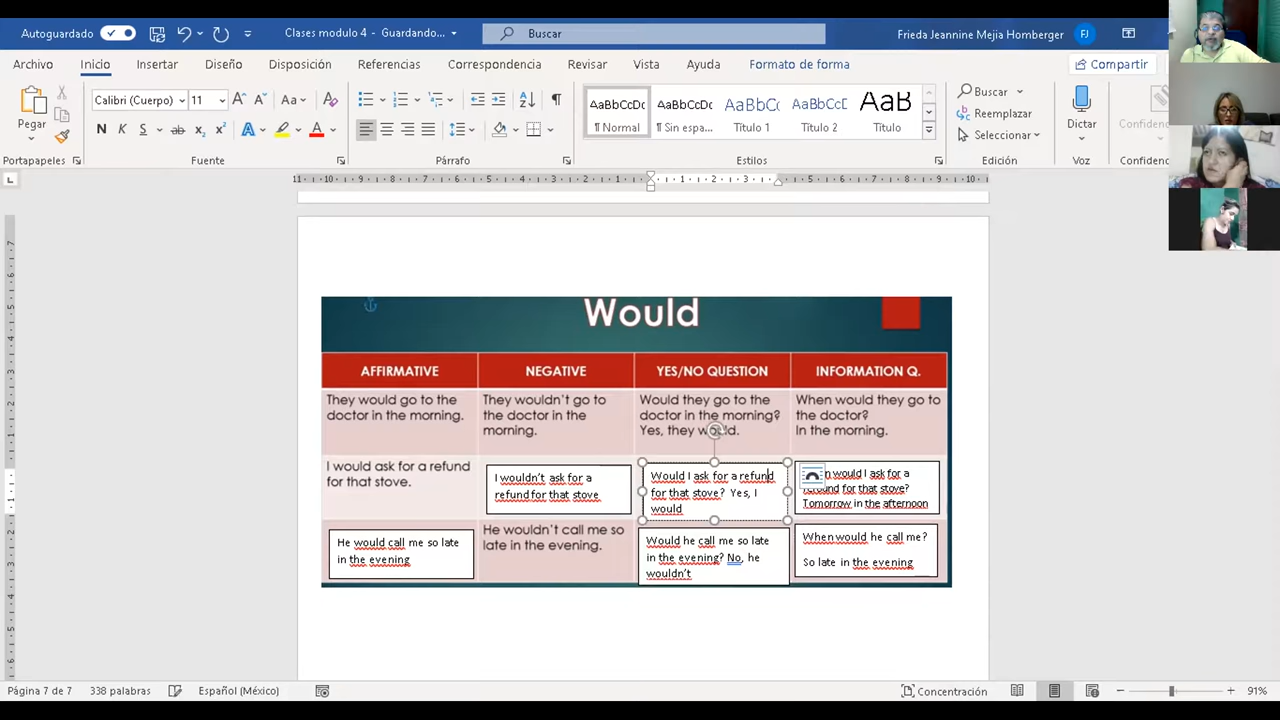 Autoguardado
Clases modulo 4 - Guardando...
Buscar
Frieda Jeannine Mejia Homberger
FJ
Archivo
Inicio
Insertar
Diseño
Disposición
Referencias
Correspondencia
Revisar
Vista
Ayuda
Formato de forma
Compartir
Pegar
Calibri (Cuerpo)
11
AaBbCcDc
¶ Normal
AaBbCcDc
¶ Sin espa...
AaBbCc
Título 1
AaBbCcD
Título 2
AaB
Título
Buscar
Reemplazar
Seleccionar
Dictar
Portapapeles
Fuente
Párrafo
Estilos
Edición
Voz
Would
AFFIRMATIVE
NEGATIVE
YES/NO QUESTION
INFORMATION Q.
They would go to the
doctor in the morning.
They wouldn't go to
the doctor in the
morning.
Would they go to the
doctor in the morning?
Yes, they would.
When would they go to
the doctor?
In the morning.
I would ask for a refund
for that stove.
I wouldn't ask for a
refund for that stove
Would I ask for a refund
for that stove? Yes, I
would
would I ask for a
refund for that stove?
Tomorrow in the afternoon
He would call me so late
in the evening
He wouldn't call me so
late in the evening.
Would he call me so late
in the evening? No, he
wouldn't
When would he call me?
So late in the evening
Página 7 de 7
338 palabras
Español (México)
Concentración
91%